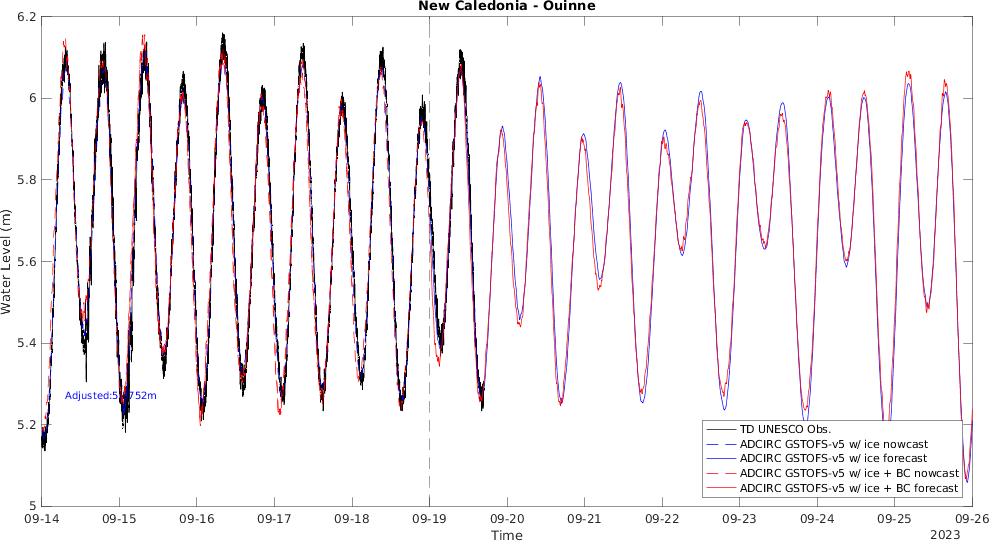 New Caledonia - Ouinne
6.2
6
5.8
5.6
5.4
5.2
5
Water Level (m)
TD UNESCO Obs.
ADCIRC GSTOFS-v5 w/ ice nowcast
ADCIRC GSTOFS-v5 w/ ice forecast
ADCIRC GSTOFS-v5 w/ ice + BC nowcast
ADCIRC GSTOFS-v5 w/ ice + BC forecast
09-14
09-15
09-16
09-17
09-18
09-19
09-20
09-21
09-22
09-23
09-24
09-25
09-26
Time
2023